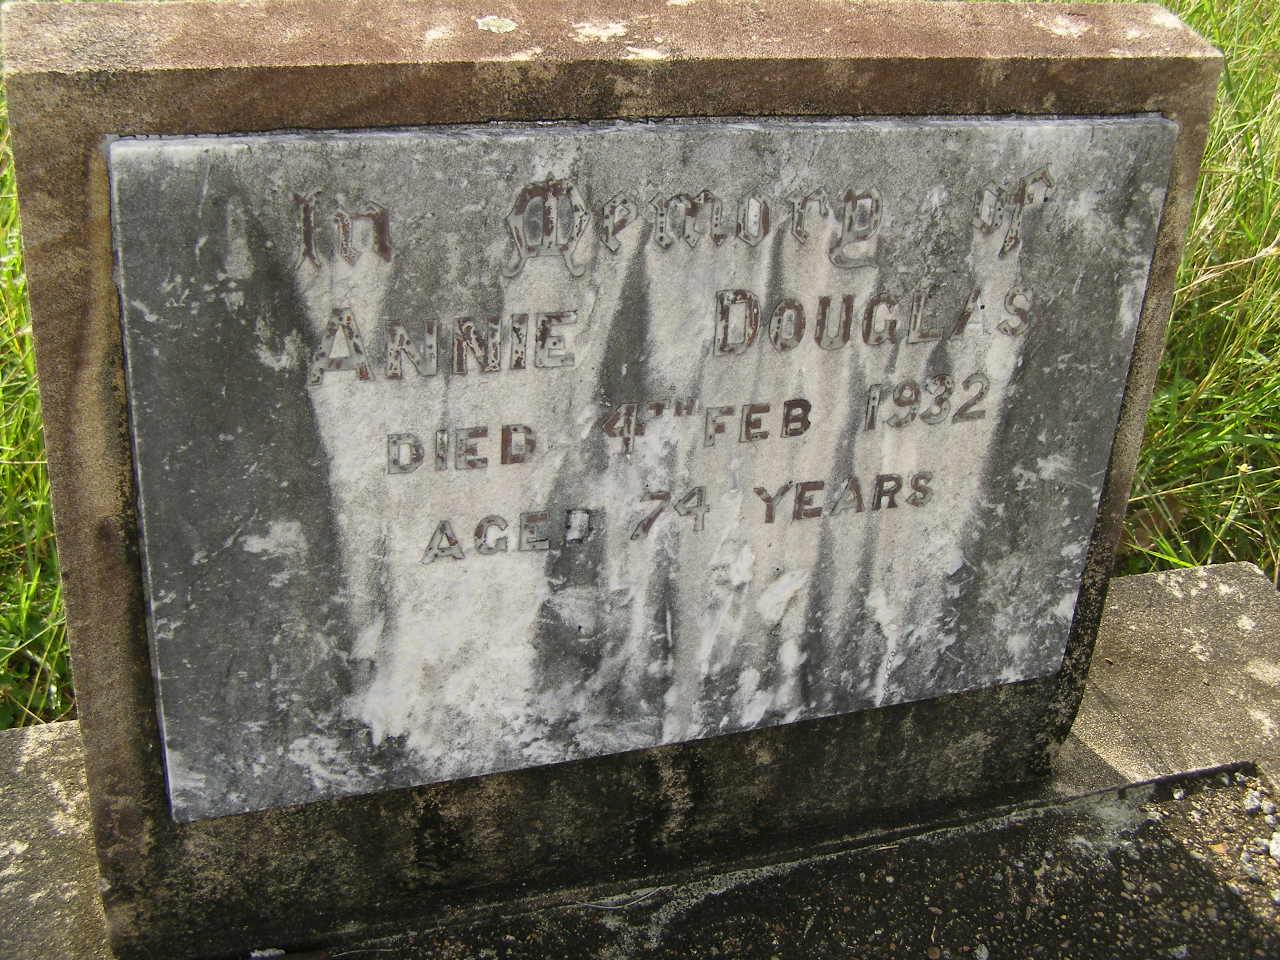 In Memory of
ANNIE DOUGLAS
DIED 4TH FEB 1932
AGED 74 YEARS